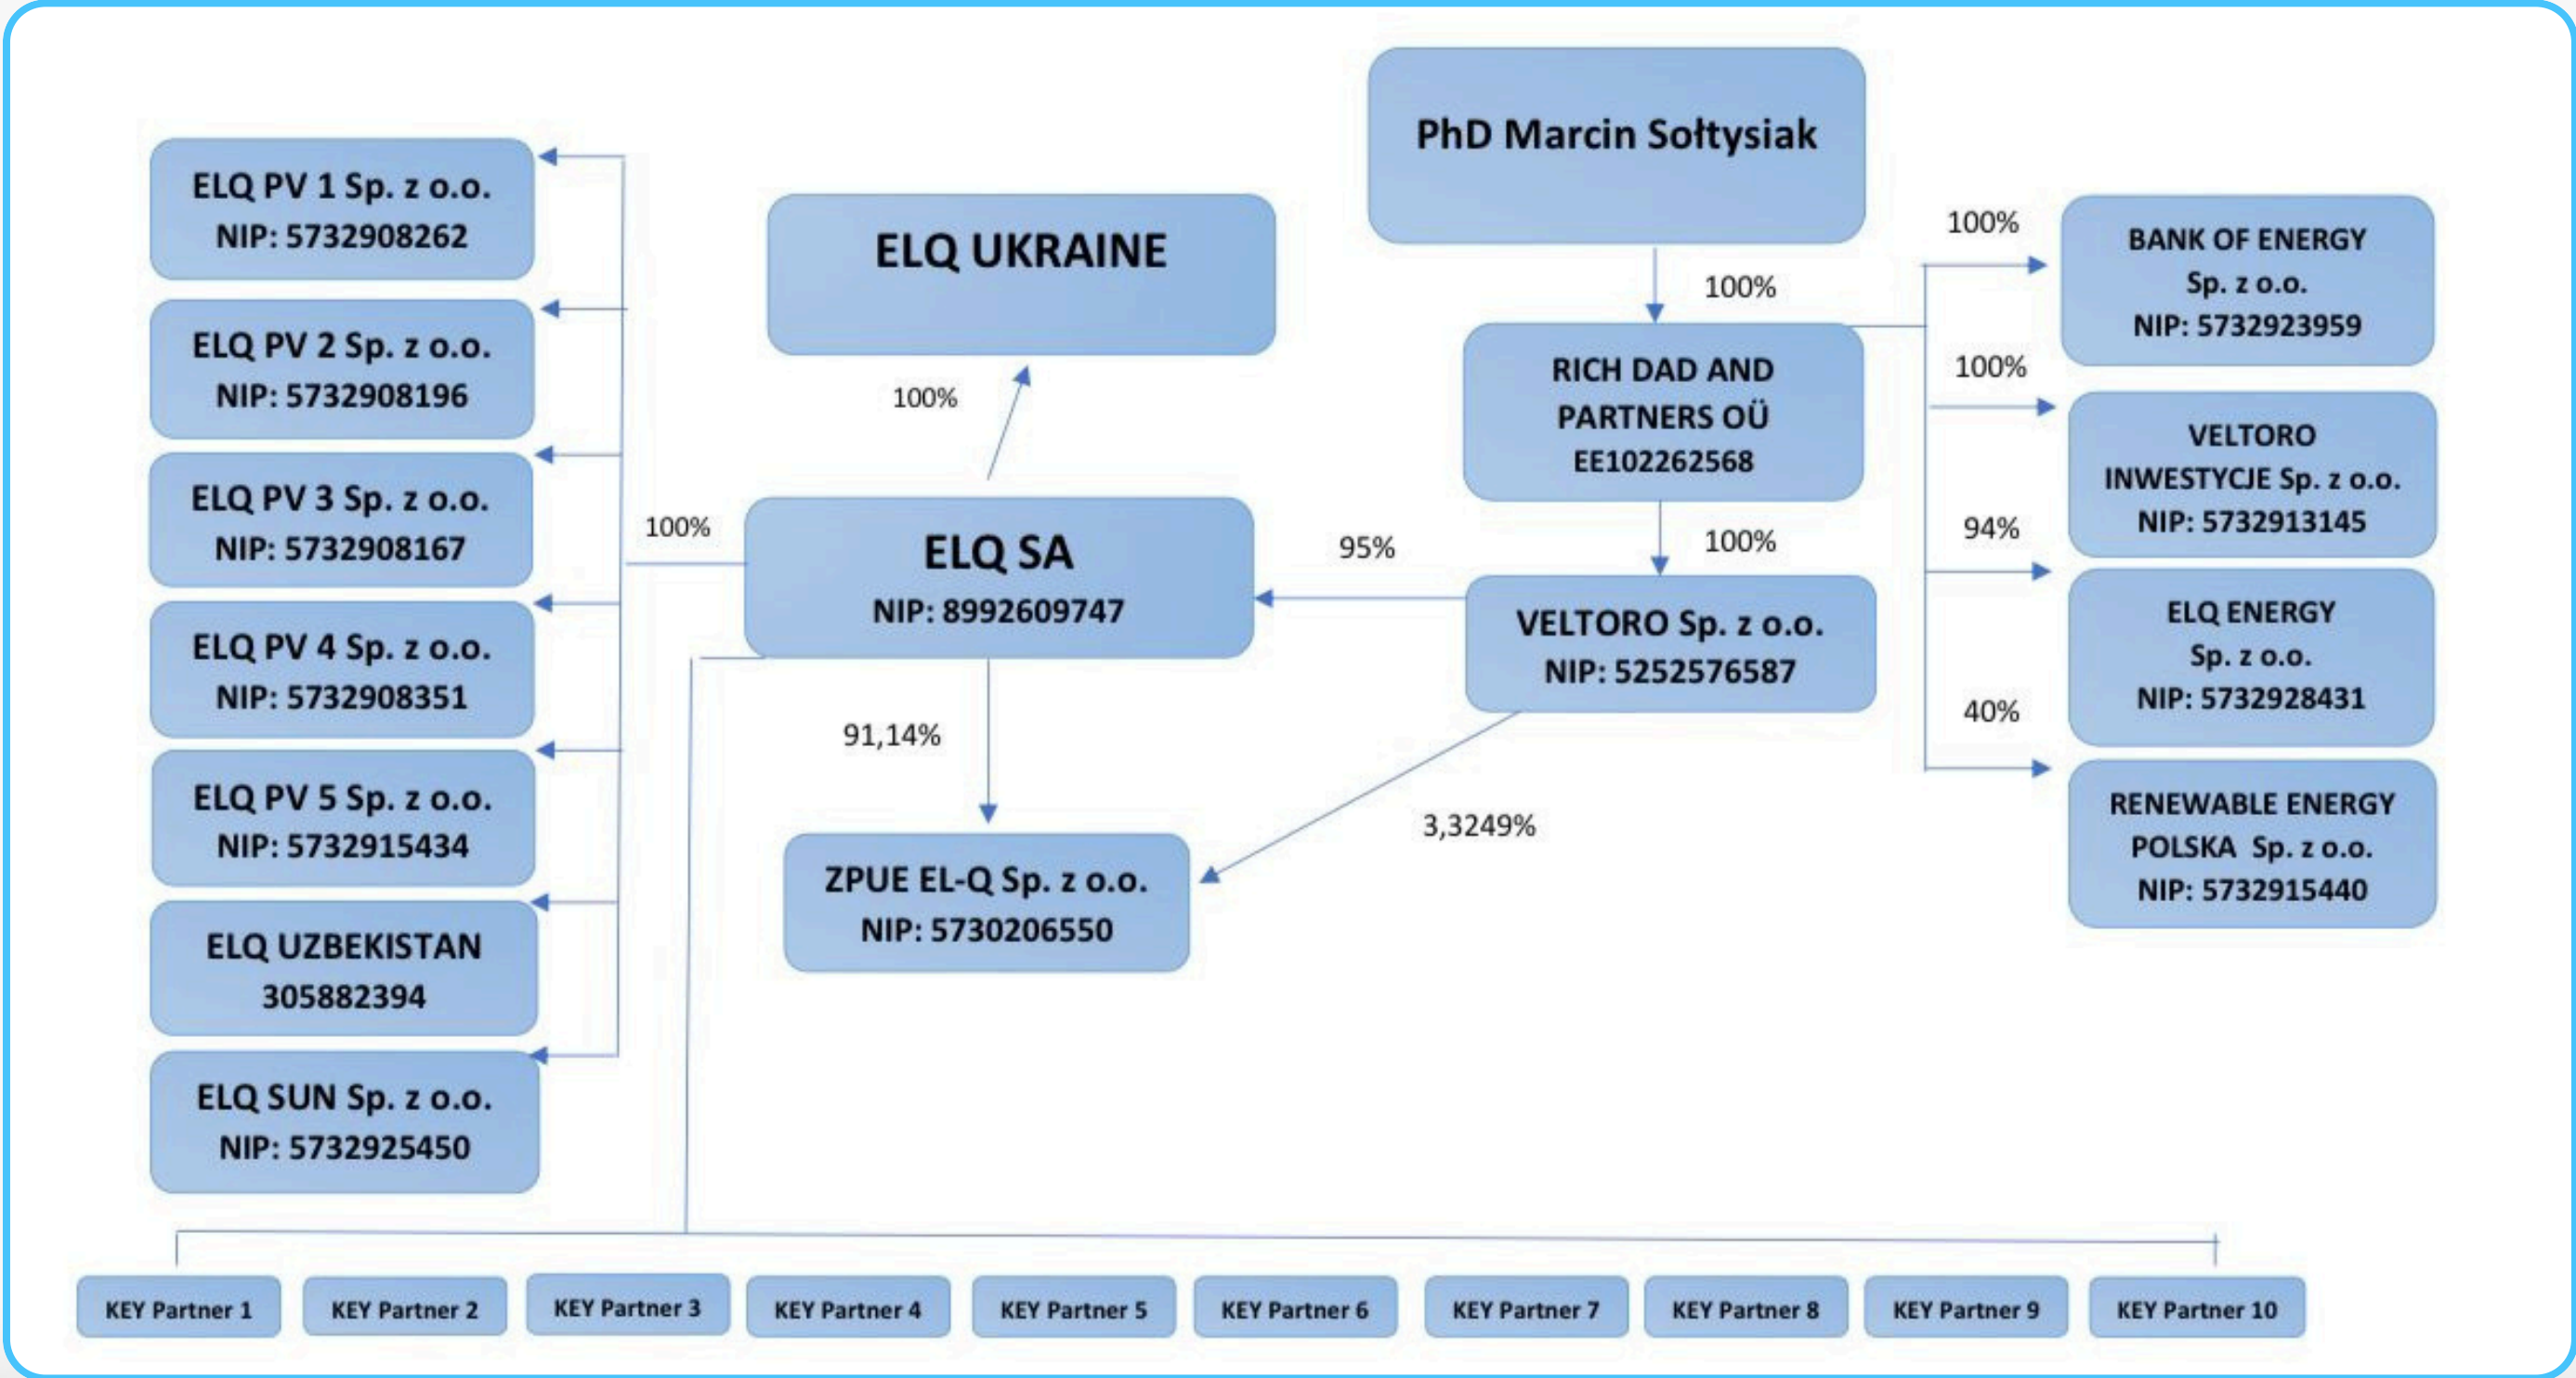 PhD Marcin Sołtysiak
ELQ PV 1 Sp. z o.o.
NIP: 5732908262
ELQ PV 2 Sp. z o.o.
NIP: 5732908196
ELQ PV 3 Sp. z o.o.
NIP: 5732908167
ELQ PV 4 Sp. z o.o.
NIP: 5732908351
ELQ PV 5 Sp. z o.o.
NIP: 5732915434
ELQ UZBEKISTAN
305882394
ELQ SUN Sp. z o.o.
NIP: 5732925450
100%
ELQ UKRAINE
100%
ELQ SA
NIP: 8992609747
91,14%
ZPUE EL-Q Sp. z o.o.
NIP: 5730206550
95%
3,3249%
100%
RICH DAD AND
PARTNERS OÜ
EE102262568
100%
VELTORO Sp. z o.o.
NIP: 5252576587
100%
BANK OF ENERGY
Sp. z o.o.
NIP: 5732923959
100%
VELTORO
INWESTYCJE Sp. z o.o.
NIP: 5732913145
94%
ELQ ENERGY
Sp. z o.o.
NIP: 5732928431
40%
RENEWABLE ENERGY
POLSKA Sp. z o.o.
NIP: 5732915440
KEY Partner 1
KEY Partner 2
KEY Partner 3
KEY Partner 4
KEY Partner 5
KEY Partner 6
KEY Partner 7
KEY Partner 8
KEY Partner 9
KEY Partner 10